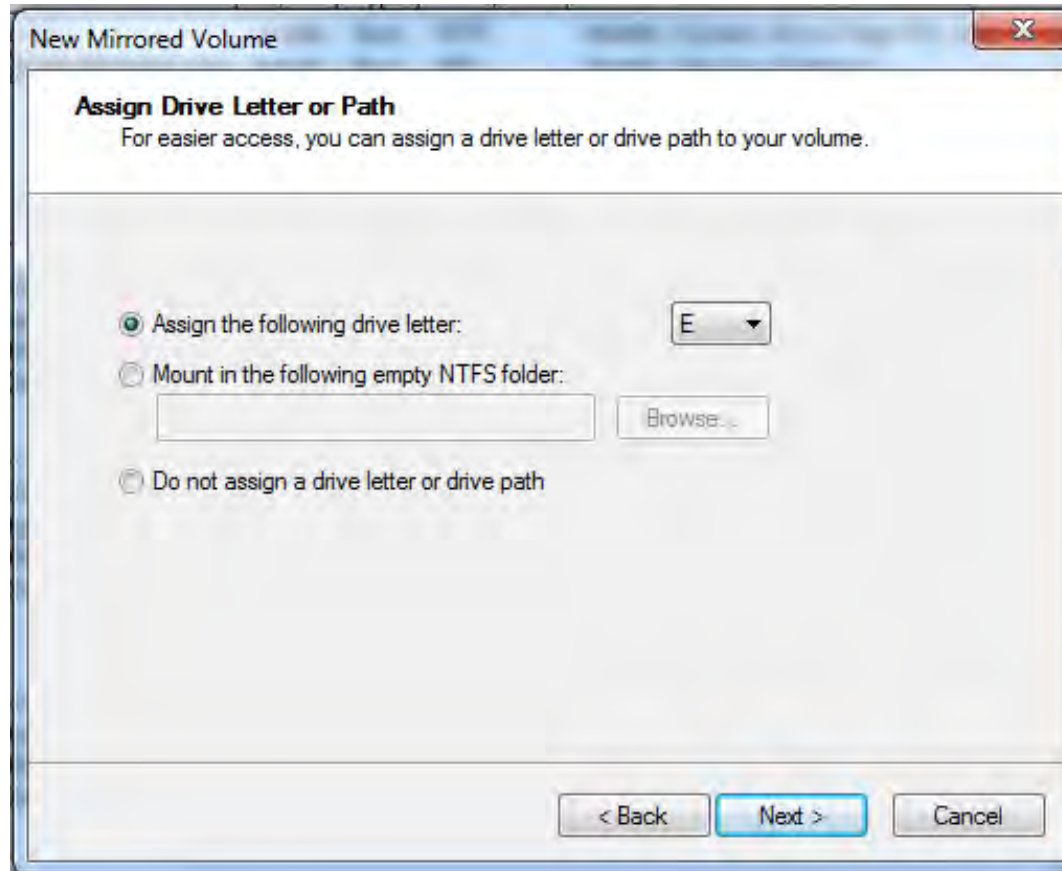 New Mirrored Volume
Assign Drive Letter or Path
For easier access, you can assign a drive letter or drive path to your volume.
Assign the following drive letter: E
Mount in the following empty NTFS folder:
Browse...
Do not assign a drive letter or drive path
< Back Next > Cancel